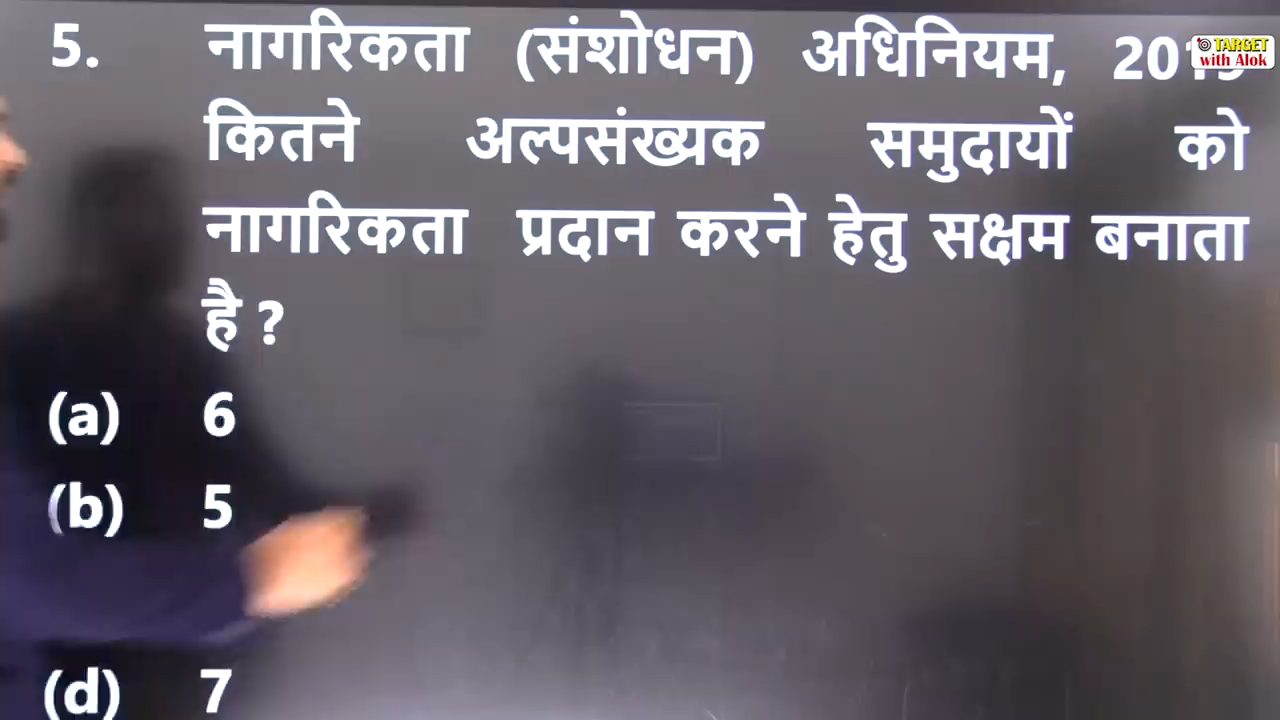 5. नागरिकता (संशोधन) अधिनियम, 2019
कितने अल्पसंख्यक समुदायों को
नागरिकता प्रदान करने हेतु सक्षम बनाता
है ?
(a) 6
(b) 5
(d) 7
TARGET
with Alok